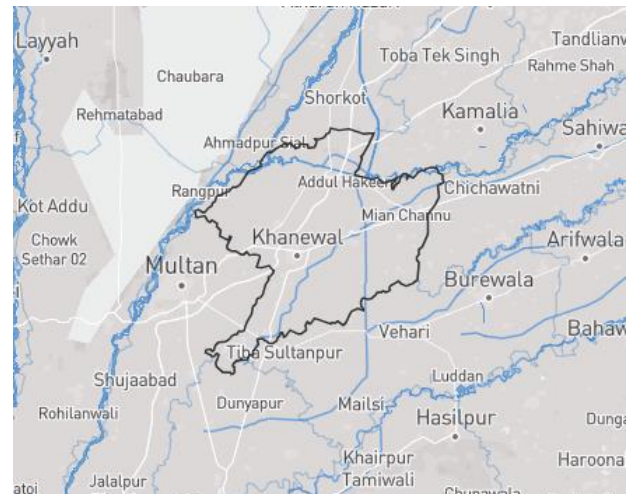 Layyah
Tandlianw
Toba Tek Singh
Rahme Shah
Chaubara
Shorkot
Rehmatabad
Kamalia
Ahmadpur Sial
Sahiwa
Rangpur
Addul Hakeem
Chichawatni
Kot Addu
Mian Channu
Chowk
Sethar 02
Khanewal
Arifwala
Multan
Burewala
Vehari
Bahaw
Tiba Sultanpur
Shujaabad
Luddan
Rohilanwali
Dunyapur
Mailsi
Hasilpur
Dunga
Khairpur
Tamiwali
Haroona
Jalalpur
atoi